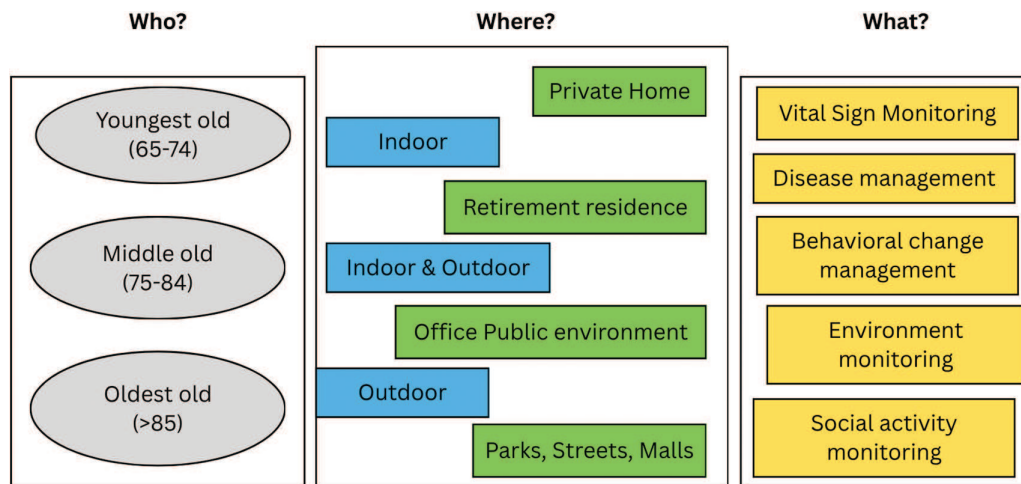 Who?
Where?
What?
Youngest old
(65-74)
Middle old
(75-84)
Oldest old
(>85)
Private Home
Indoor
Retirement residence
Indoor & Outdoor
Office Public environment
Outdoor
Parks, Streets, Malls
Vital Sign Monitoring
Disease management
Behavioral change
management
Environment
monitoring
Social activity
monitoring